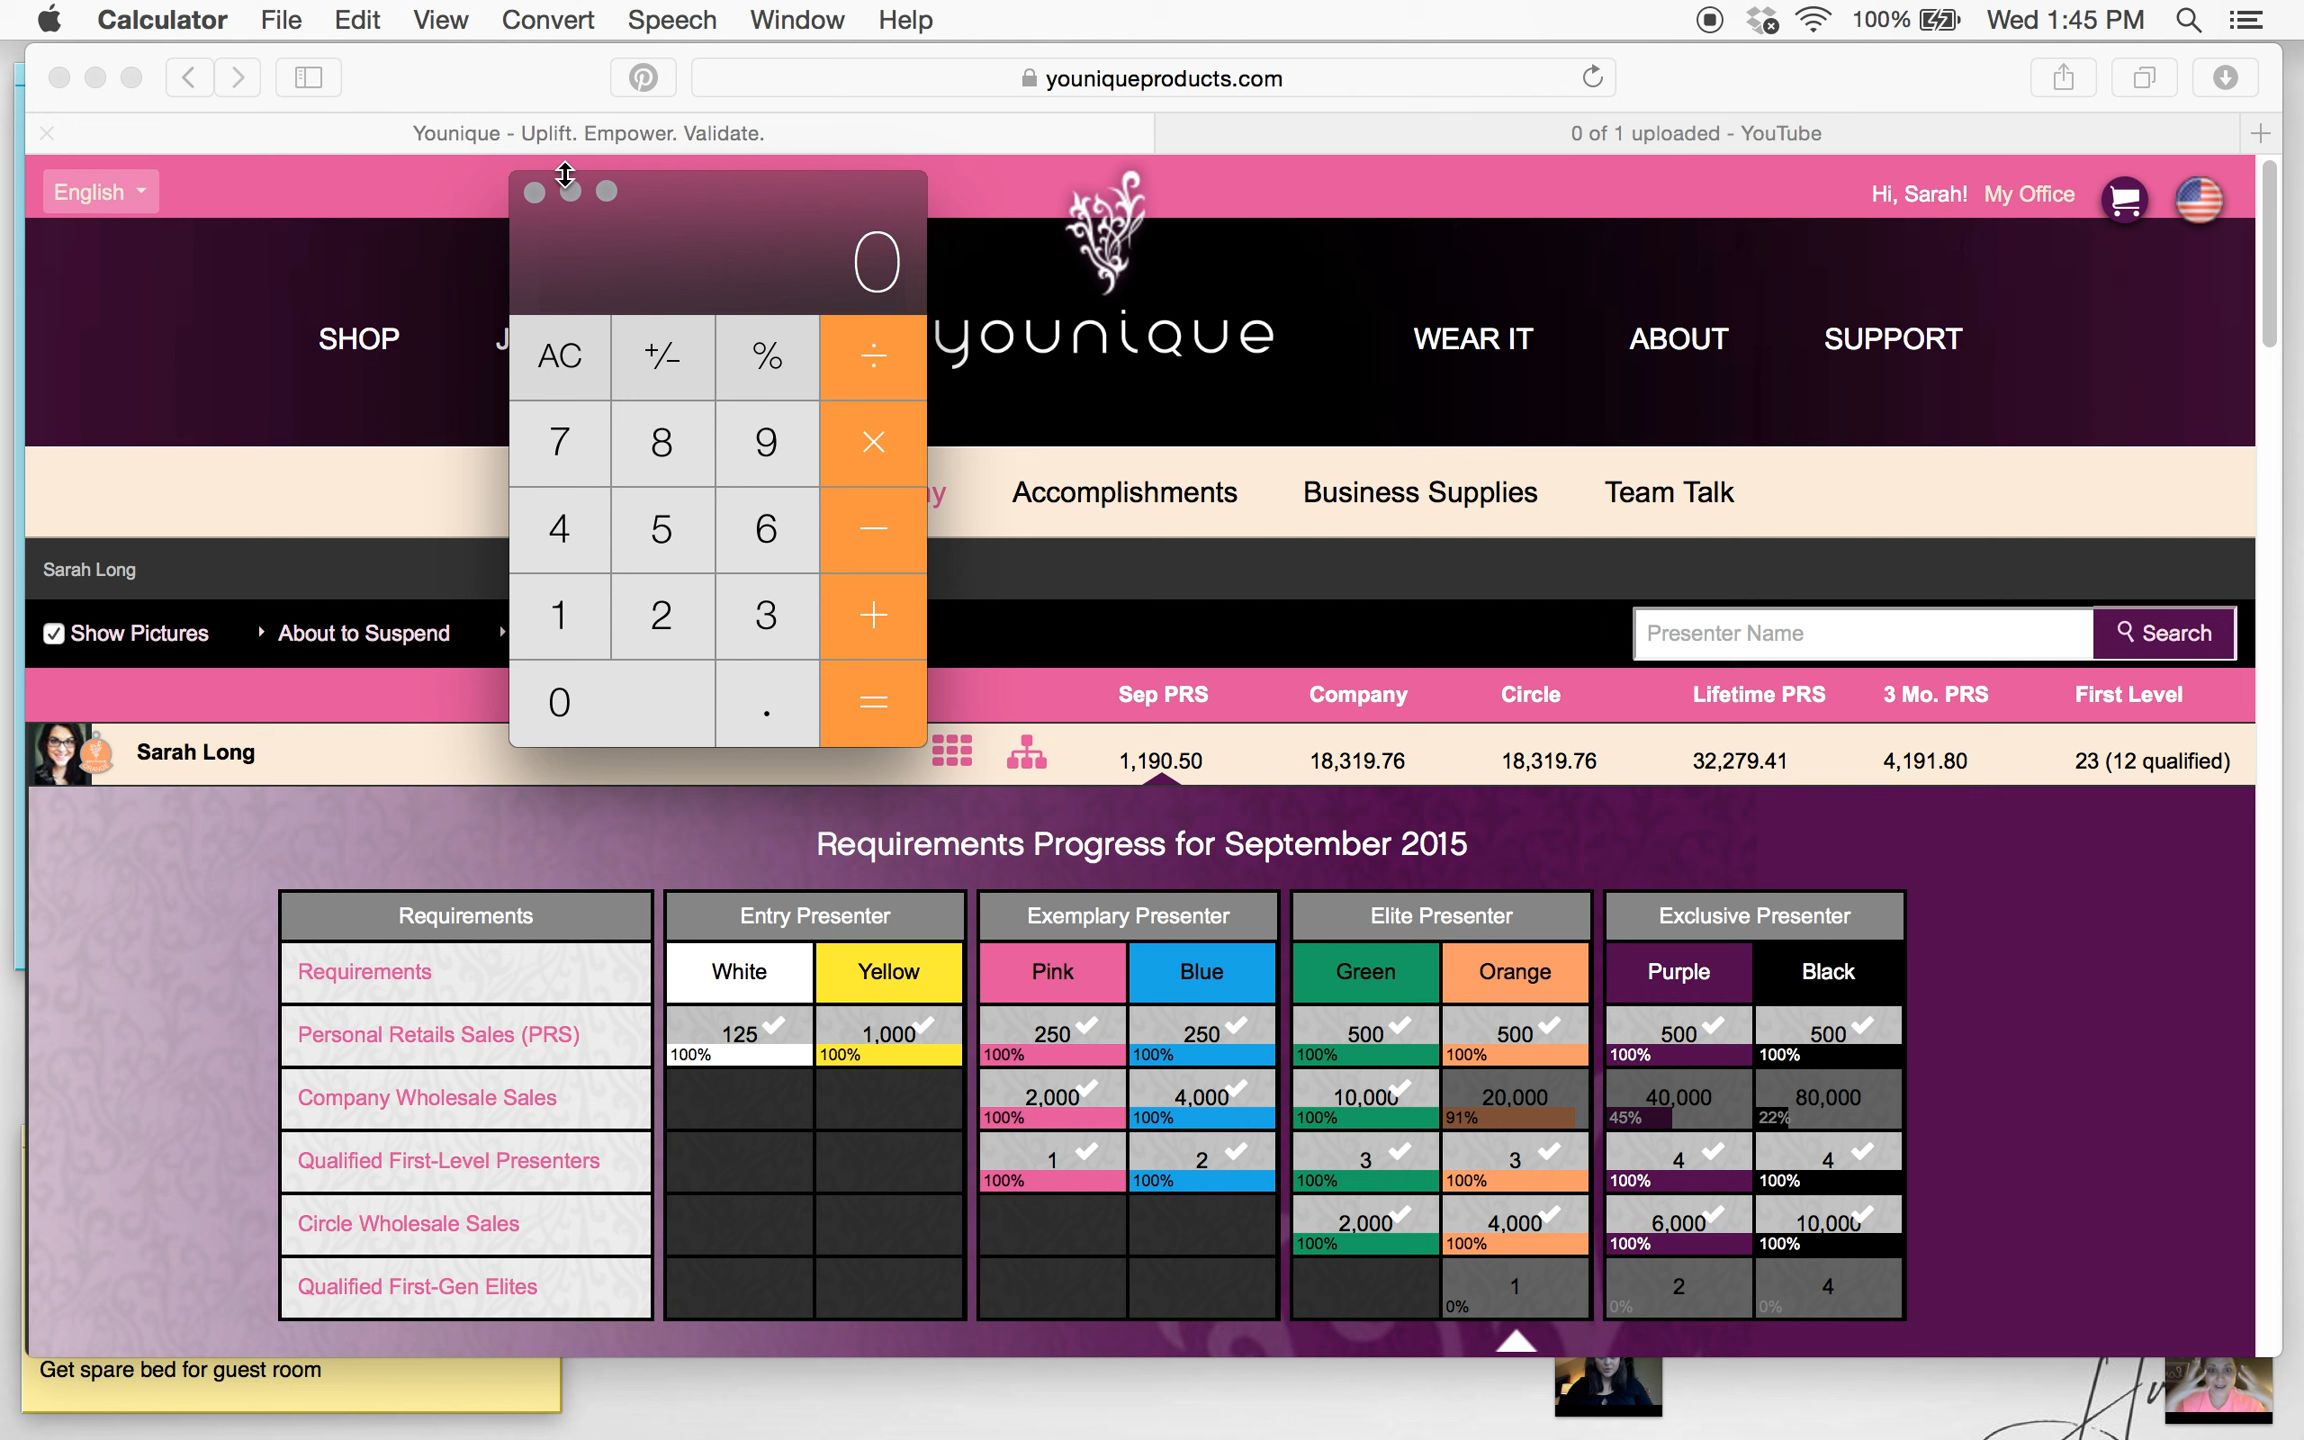 Calculator File Edit View Convert Speech Window Help 100% Wed 1:45 PM
youniqueproducts.com
Younique - Uplift. Empower. Validate. 0 of 1 uploaded - YouTube
English Hi, Sarah! My Office
0
SHOP J younique WEAR IT ABOUT SUPPORT
AC +/− % ÷
7 8 9 ×
4 5 6 −
1 2 3 +
0 . =
y Accomplishments Business Supplies Team Talk
Sarah Long
Show Pictures About to Suspend Presenter Name Search
Sep PRS Company Circle Lifetime PRS 3 Mo. PRS First Level
Sarah Long 1,190.50 18,319.76 18,319.76 32,279.41 4,191.80 23 (12 qualified)
Requirements Progress for September 2015
Requirements Entry Presenter Exemplary Presenter Elite Presenter Exclusive Presenter
Requirements White Yellow Pink Blue Green Orange Purple Black
Personal Retails Sales (PRS) 125 1,000 250 250 500 500 500 500
100% 100% 100% 100% 100% 100% 100% 100%
Company Wholesale Sales 2,000 4,000 10,000 20,000 40,000 80,000
100% 100% 100% 91% 45% 22%
Qualified First-Level Presenters 1 2 3 3 4 4
100% 100% 100% 100% 100% 100%
Circle Wholesale Sales 2,000 4,000 6,000 10,000
100% 100% 100% 100%
Qualified First-Gen Elites 1 2 4
0% 0% 0%
Get spare bed for guest room